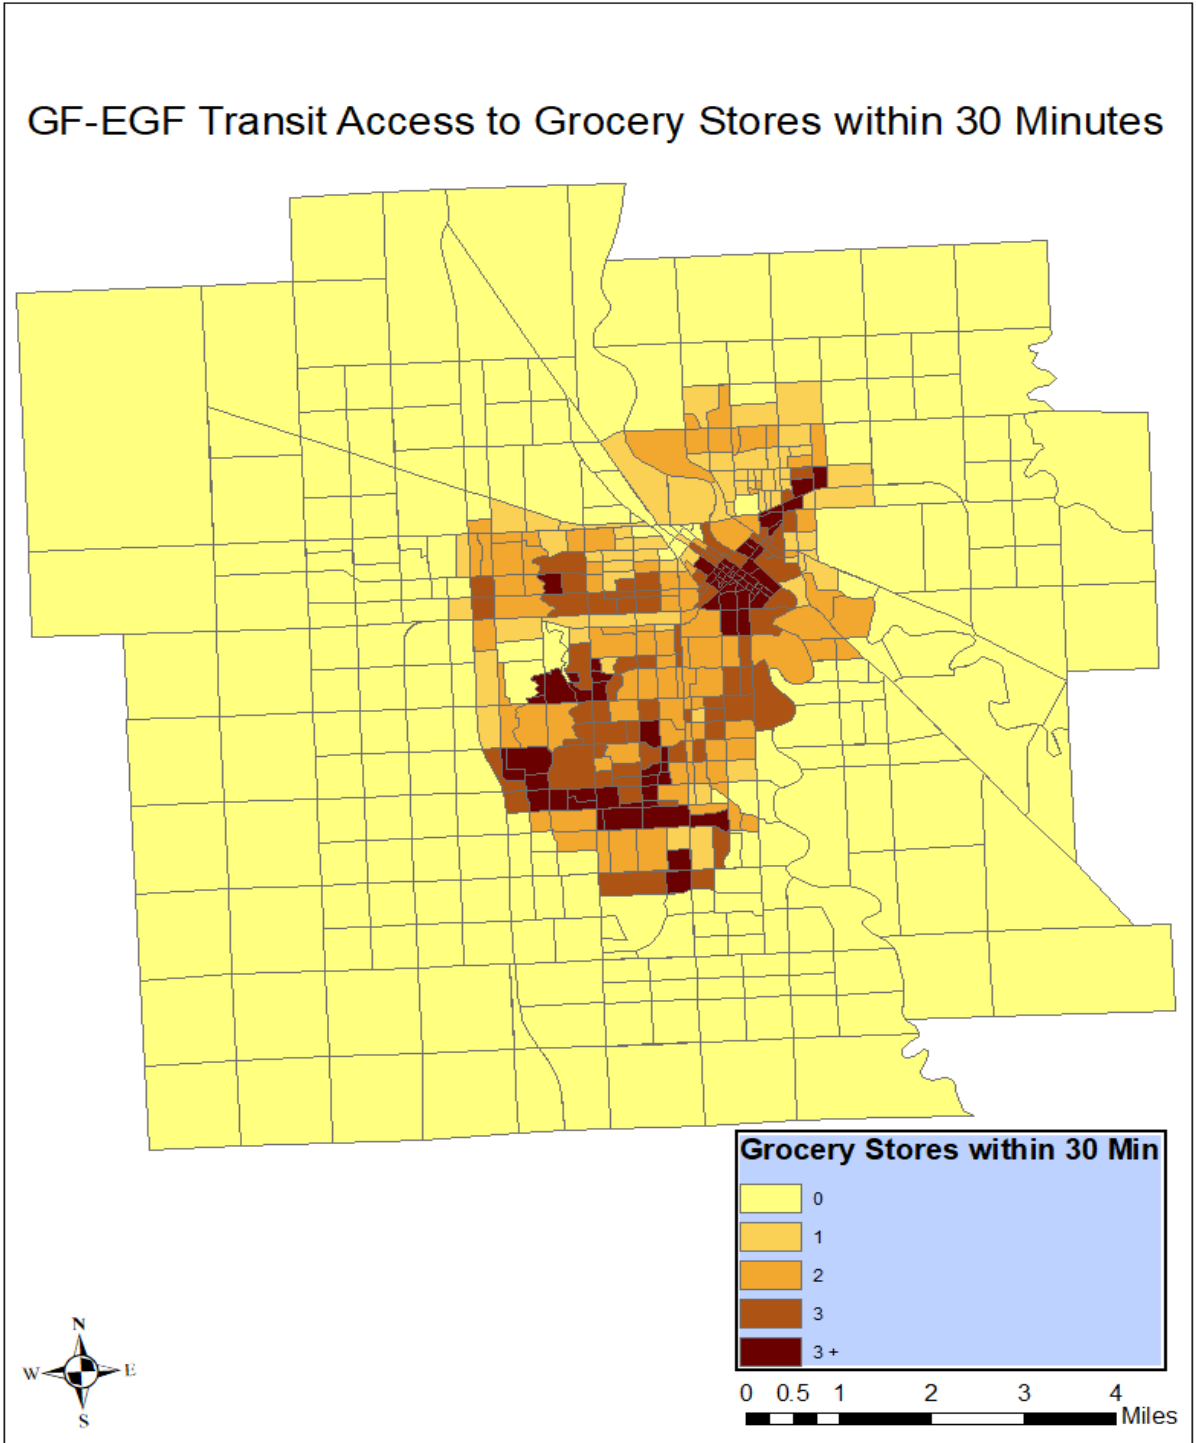 GF-EGF Transit Access to Grocery Stores within 30 Minutes
Grocery Stores within 30 Min
0
1
2
3
3 +
N
W E
S
0 0.5 1 2 3 4
Miles